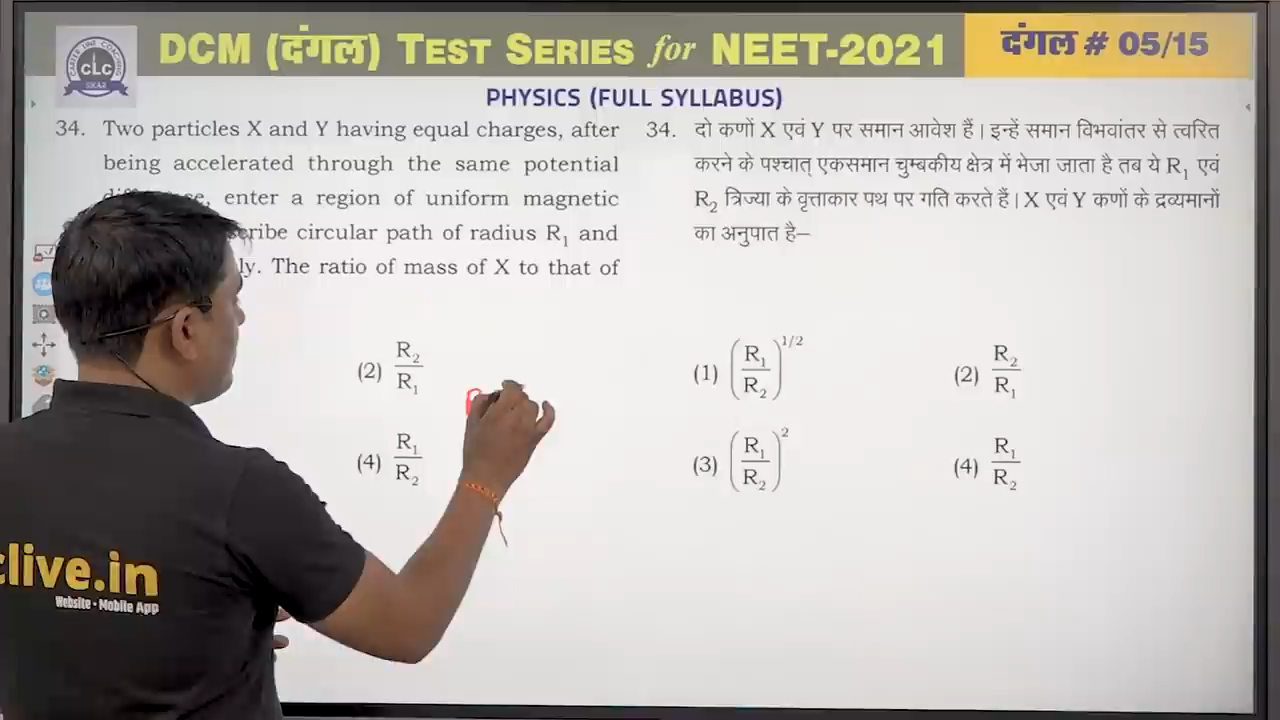 DCM (दंगल) TEST SERIES for NEET-2021
दंगल # 05/15
CLC
SIKAR
PHYSICS (FULL SYLLABUS)
34. Two particles X and Y having equal charges, after
being accelerated through the same potential
enter a region of uniform magnetic
circular path of radius R₁ and
The ratio of mass of X to that of
(2) R₂/R₁
(4) R₁/R₂
34. दो कणों X एवं Y पर समान आवेश हैं। इन्हें समान विभवांतर से त्वरित
करने के पश्चात् एकसमान चुम्बकीय क्षेत्र में भेजा जाता है तब ये R₁ एवं
R₂ त्रिज्या के वृत्ताकार पथ पर गति करते हैं। X एवं Y कणों के द्रव्यमानों
का अनुपात है–
(1) (R₁/R₂)^1/2 (2) R₂/R₁
(3) (R₁/R₂)^2 (4) R₁/R₂
clive.in
Website • Mobile App